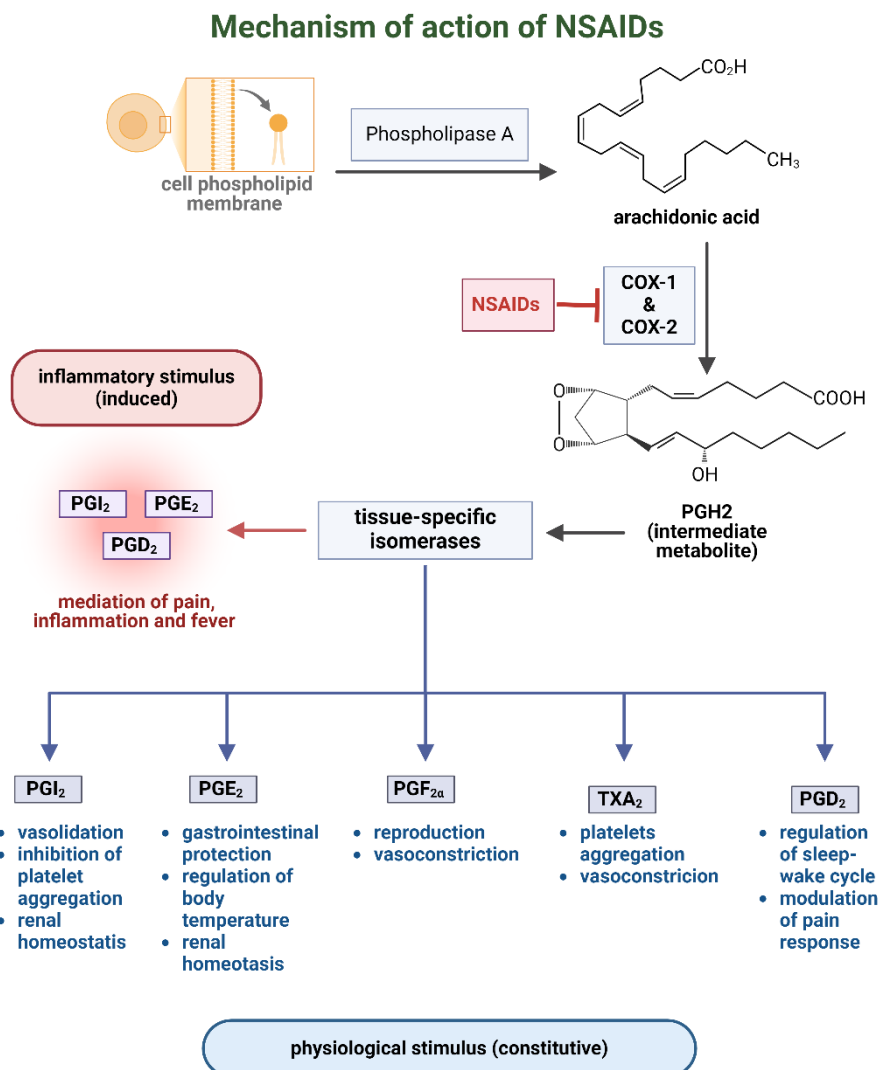 Mechanism of action of NSAIDs
CO₂H
Phospholipase A
CH₃
cell phospholipid
membrane
arachidonic acid
NSAIDs
COX-1
&
COX-2
inflammatory stimulus
(induced)
O
O
COOH
OH
PGI₂
PGE₂
PGD₂
tissue-specific
isomerases
PGH2
(intermediate
metabolite)
mediation of pain,
inflammation and fever
PGI₂
• vasolidation
• inhibition of
platelet
aggregation
• renal
homeostatis
PGE₂
• gastrointestinal
protection
• regulation of
body
temperature
• renal
homeotasis
PGF₂α
• reproduction
• vasoconstriction
TXA₂
• platelets
aggregation
• vasoconstricion
PGD₂
• regulation
of sleep-
wake cycle
• modulation
of pain
response
physiological stimulus (constitutive)